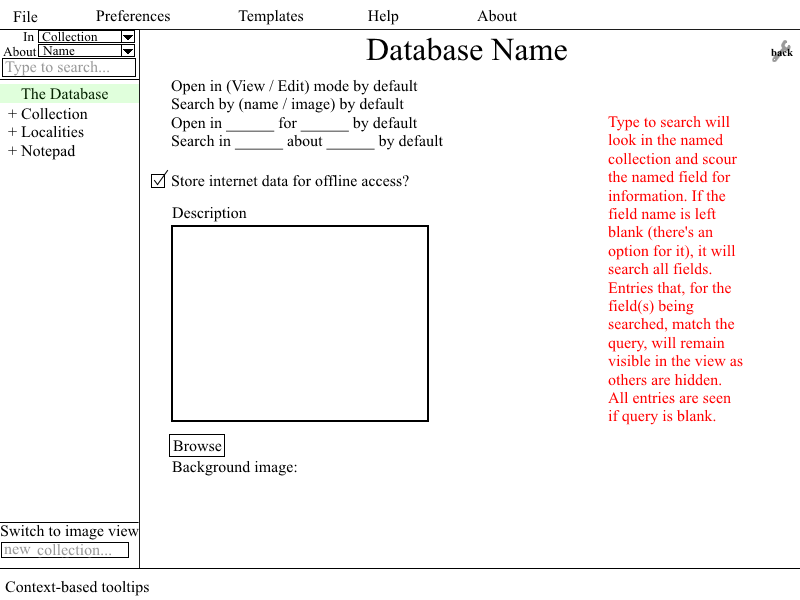 File Preferences Templates Help About
In Collection
About Name
Type to search...
The Database
+ Collection
+ Localities
+ Notepad
Switch to image view
new collection...
Database Name
back
Open in (View / Edit) mode by default
Search by (name / image) by default
Open in ______ for ______ by default
Search in ______ about ______ by default
Store internet data for offline access?
Description
Browse
Background image:
Type to search will
look in the named
collection and scour
the named field for
information. If the
field name is left
blank (there's an
option for it), it will
search all fields.
Entries that, for the
field(s) being
searched, match the
query, will remain
visible in the view as
others are hidden.
All entries are seen
if query is blank.
Context-based tooltips